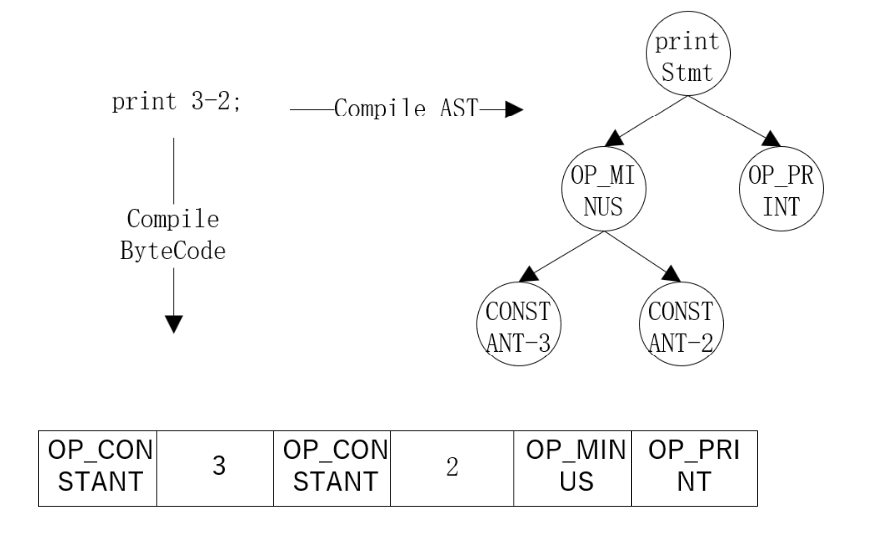 print
Stmt
print 3-2;
Compile AST
OP_MI
NUS
OP_PR
INT
Compile
ByteCode
CONST
ANT-3
CONST
ANT-2
OP_CON
STANT
3
OP_CON
STANT
2
OP_MIN
US
OP_PRI
NT